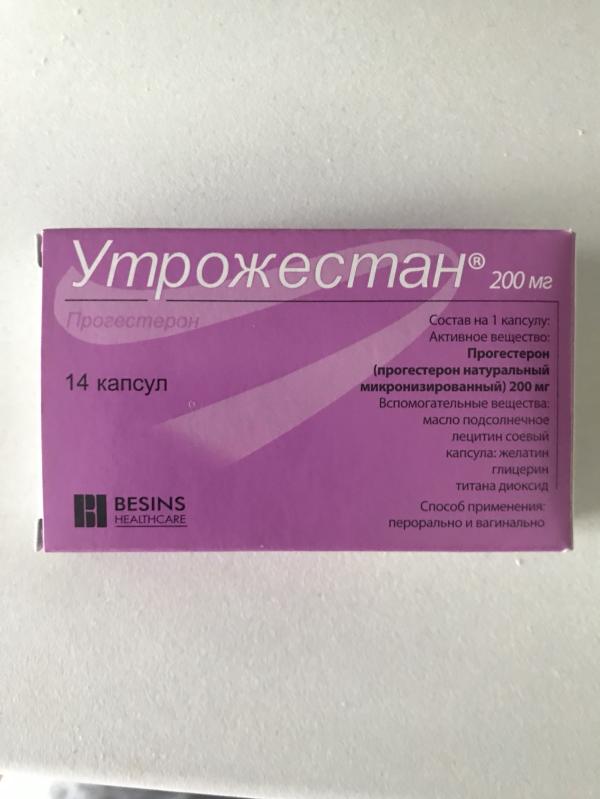 Утрожестан® 200 мг
Прогестерон
14 капсул
Состав на 1 капсулу:
Активное вещество:
Прогестерон
(прогестерон натуральный
микронизированный) 200 мг
Вспомогательные вещества:
масло подсолнечное
лецитин соевый
капсула: желатин
глицерин
титана диоксид
Способ применения:
перорально и вагинально
BESINS
HEALTHCARE